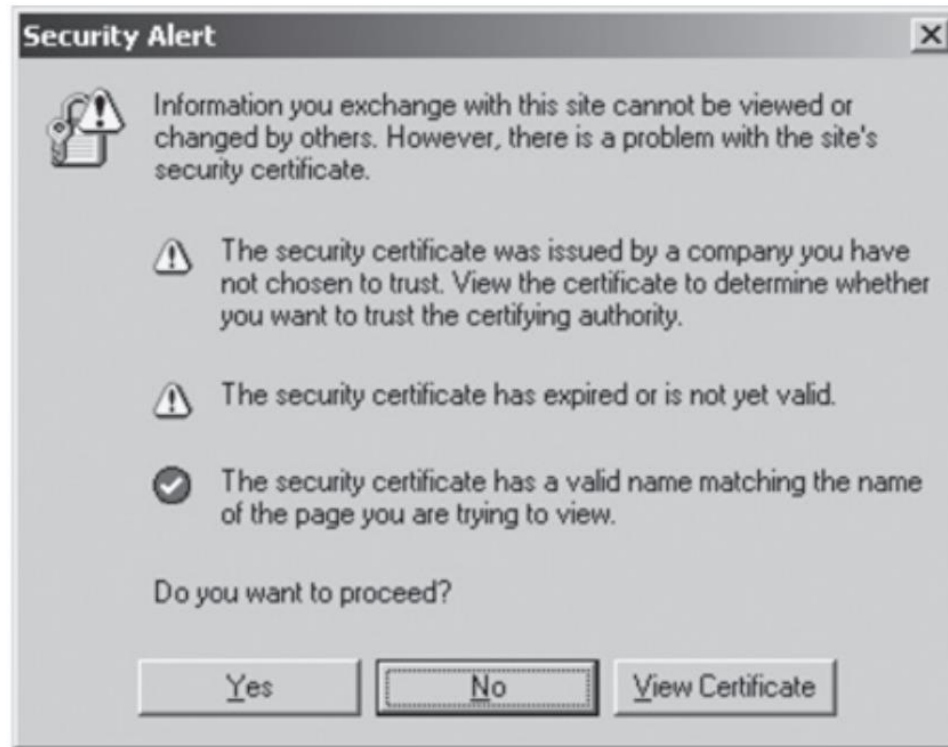 Security Alert
Information you exchange with this site cannot be viewed or
changed by others. However, there is a problem with the site's
security certificate.
The security certificate was issued by a company you have
not chosen to trust. View the certificate to determine whether
you want to trust the certifying authority.
The security certificate has expired or is not yet valid.
The security certificate has a valid name matching the name
of the page you are trying to view.
Do you want to proceed?
Yes No View Certificate